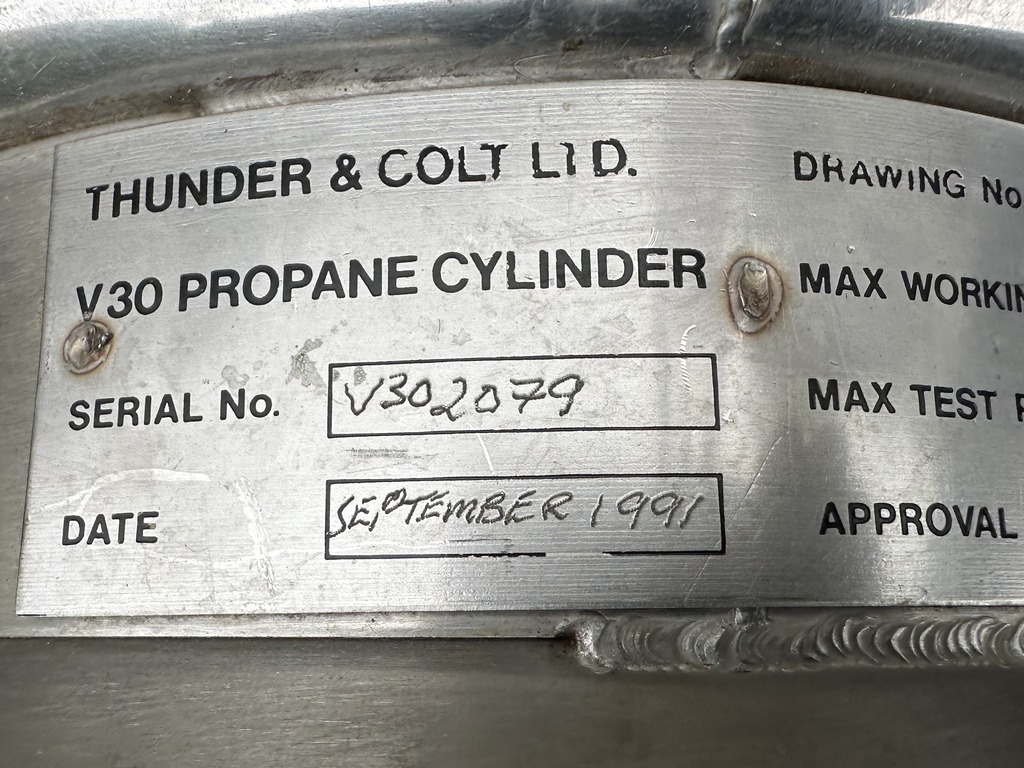 THUNDER & COLT LTD.
V30 PROPANE CYLINDER
SERIAL No. V302079
DATE SEPTEMBER 1991
DRAWING No
MAX WORKIN
MAX TEST P
APPROVAL